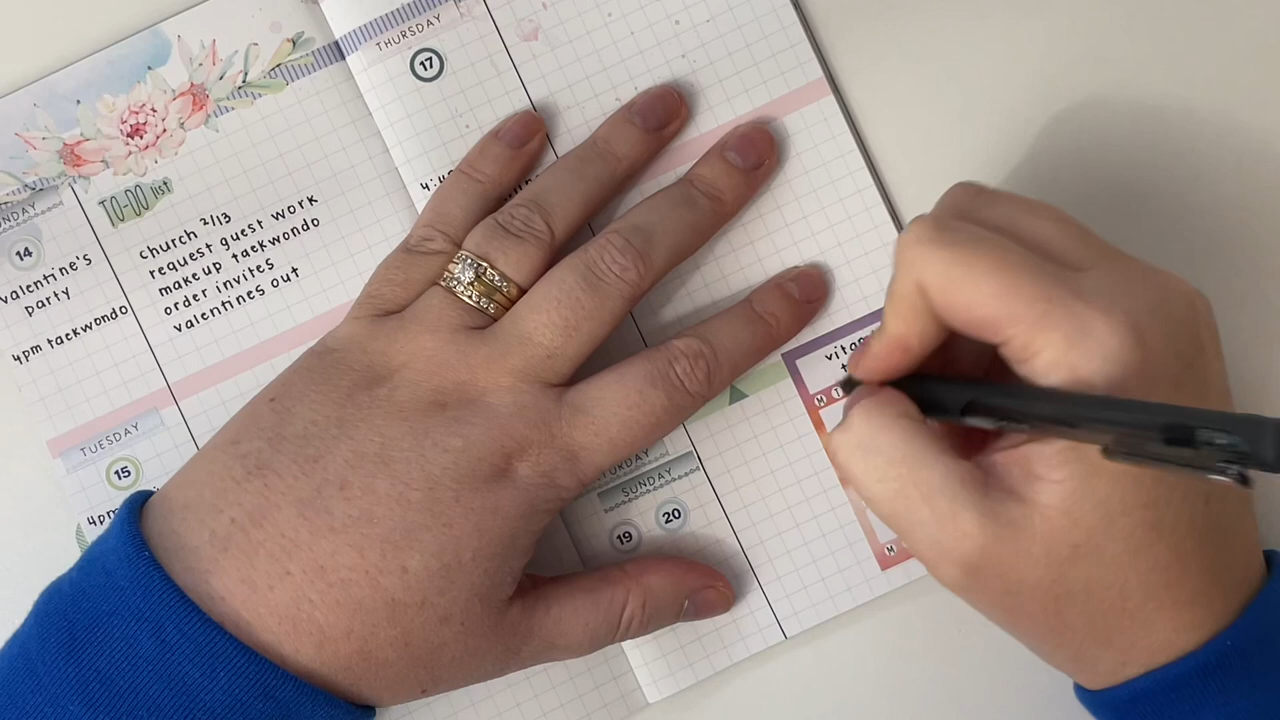 THURSDAY
17
TO-DO list
14
valentine's
party
4pm taekwondo
church 2/13
request guest work
makeup taekwondo
order invites
valentines out
TUESDAY
15
4pm
SUNDAY
19
20
M T
M